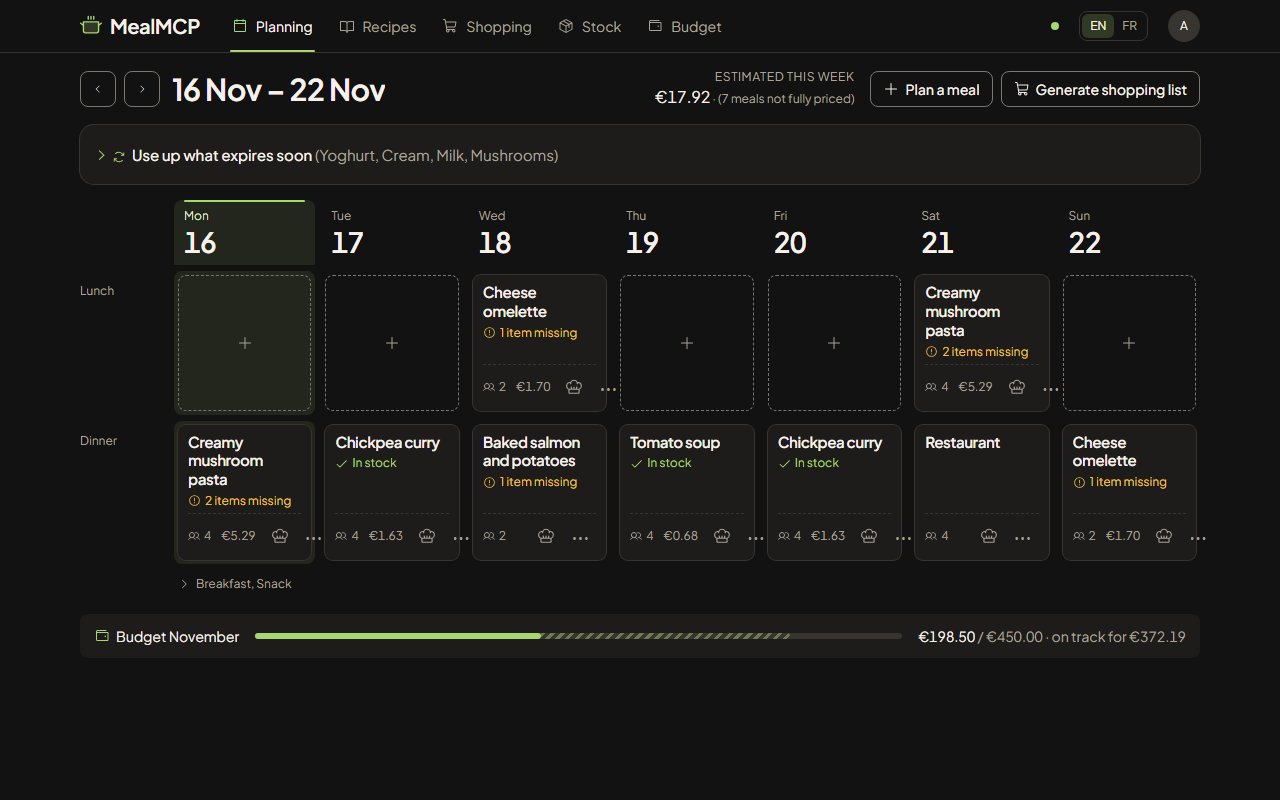 MealMCP
Planning
Recipes
Shopping
Stock
Budget
EN
FR
A
16 Nov – 22 Nov
ESTIMATED THIS WEEK
€17.92 · (7 meals not fully priced)
Plan a meal
Generate shopping list
Use up what expires soon (Yoghurt, Cream, Milk, Mushrooms)
Mon
16
Tue
17
Wed
18
Thu
19
Fri
20
Sat
21
Sun
22
Lunch
Cheese
omelette
1 item missing
2 €1.70
Creamy
mushroom
pasta
2 items missing
4 €5.29
Dinner
Creamy
mushroom
pasta
2 items missing
4 €5.29
Chickpea curry
In stock
4 €1.63
Baked salmon
and potatoes
1 item missing
2
Tomato soup
In stock
4 €0.68
Chickpea curry
In stock
4 €1.63
Restaurant
4
Cheese
omelette
1 item missing
2 €1.70
Breakfast, Snack
Budget November
€198.50 / €450.00 · on track for €372.19